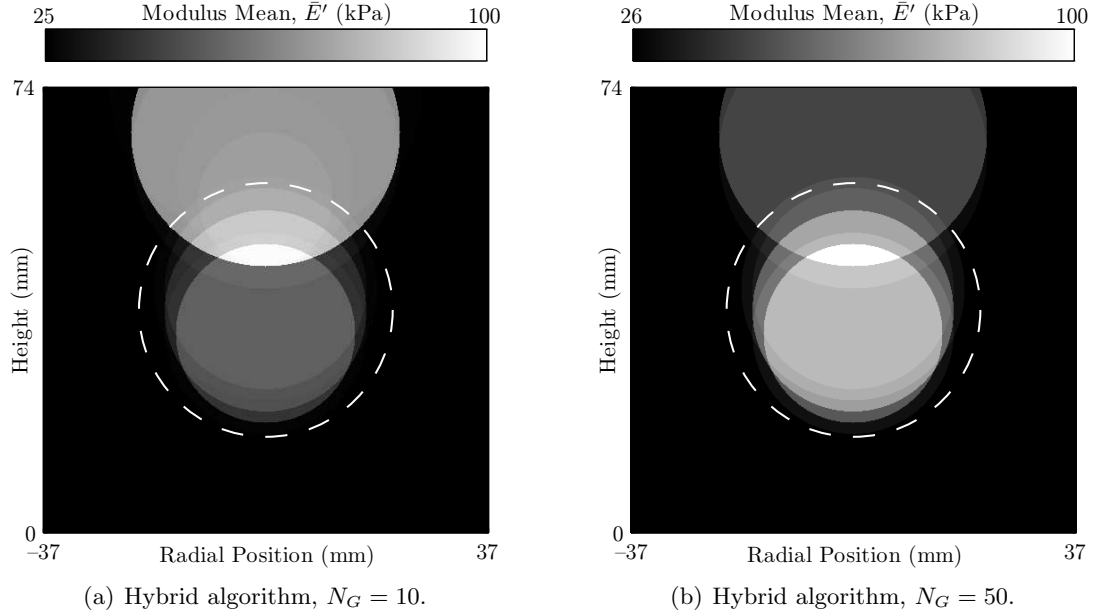 Modulus Mean, Ē′ (kPa)
25
100
74
Height (mm)
0
–37
Radial Position (mm)
37
(a) Hybrid algorithm, N_G = 10.
Modulus Mean, Ē′ (kPa)
26
100
74
Height (mm)
0
–37
Radial Position (mm)
37
(b) Hybrid algorithm, N_G = 50.